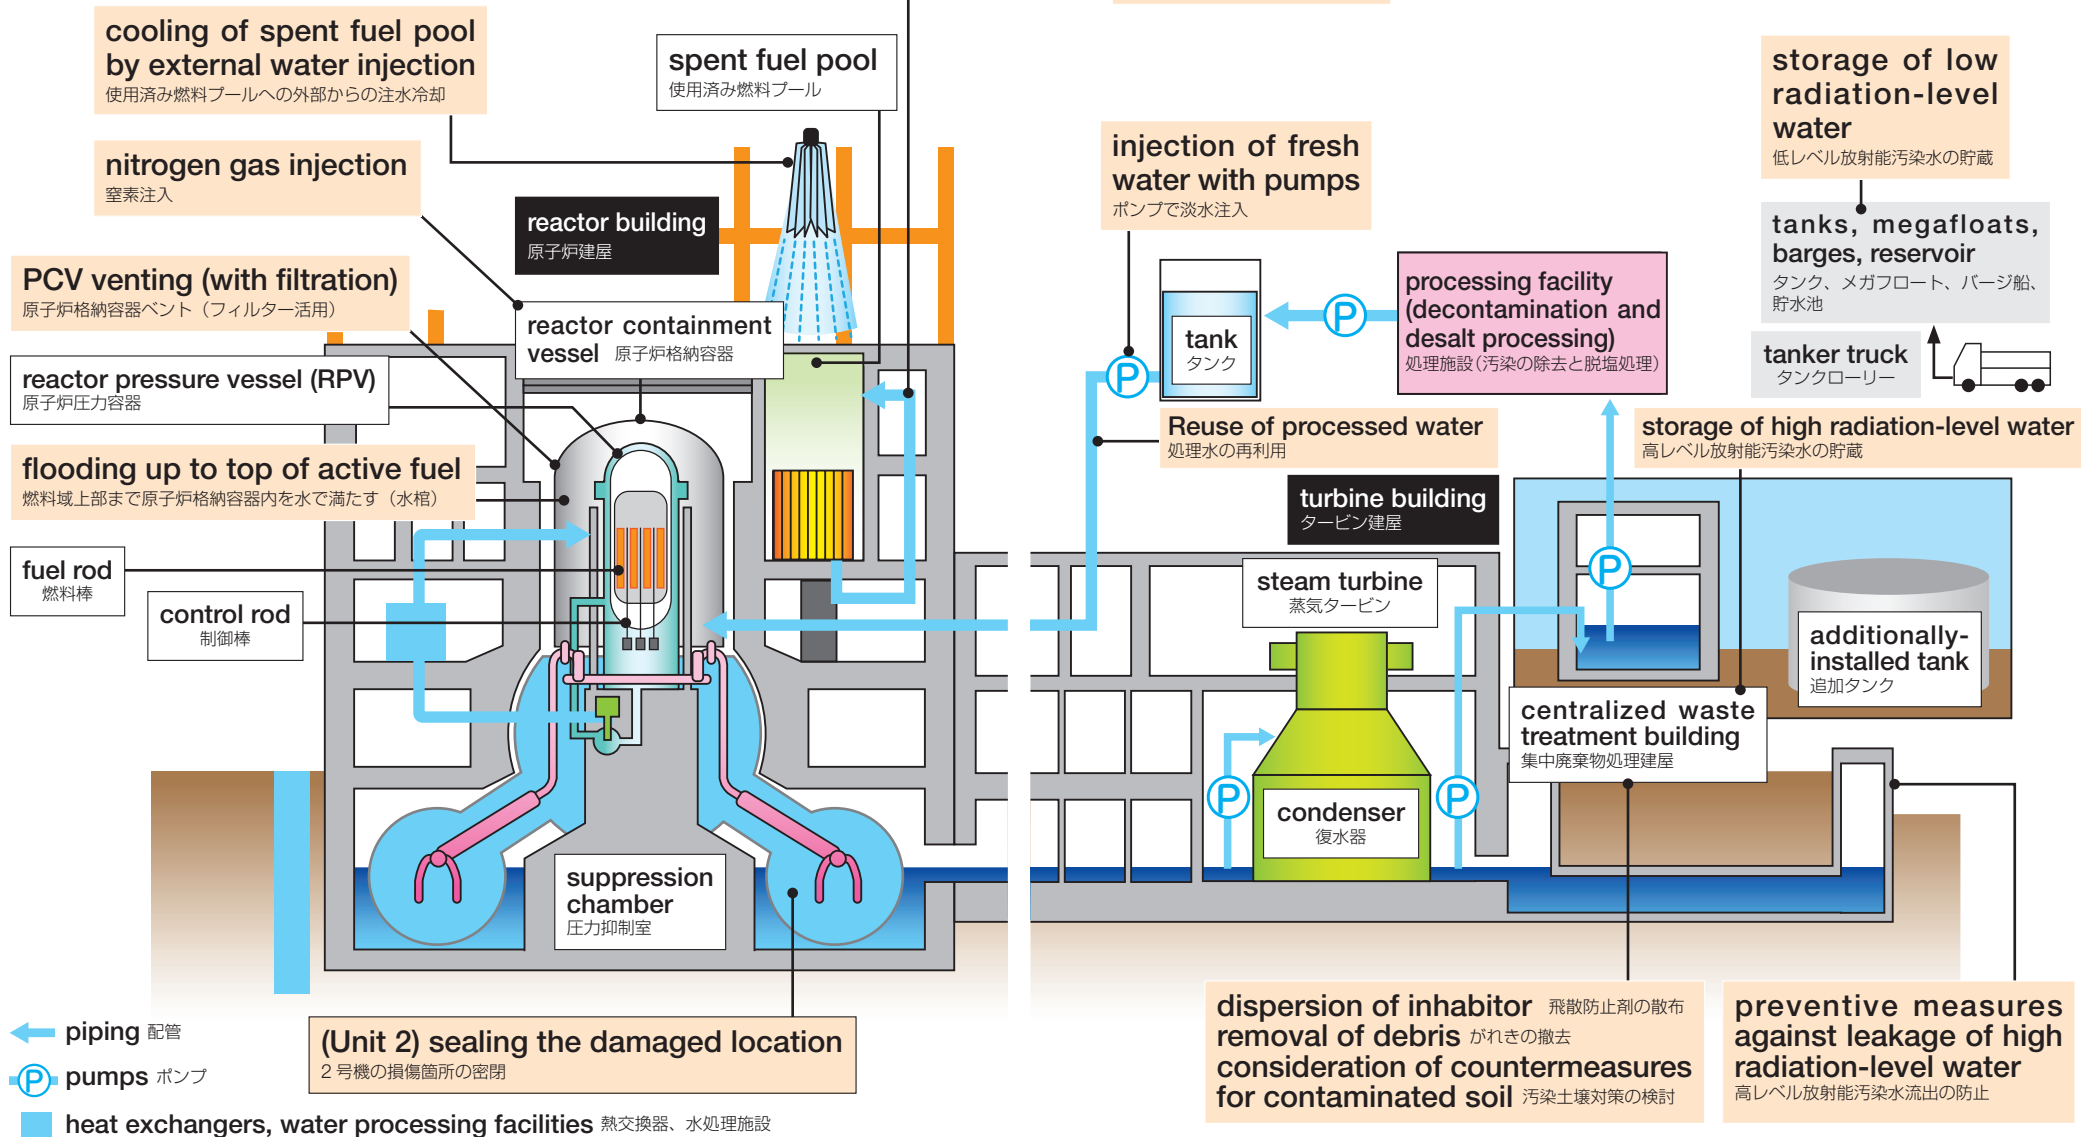 cooling of spent fuel pool
by external water injection
使用済み燃料プールへの外部からの注水冷却
spent fuel pool
使用済み燃料プール
storage of low
radiation-level
water
低レベル放射能汚染水の貯蔵
nitrogen gas injection
窒素注入
injection of fresh
water with pumps
ポンプで淡水注入
reactor building
原子炉建屋
tanks, megafloats,
barges, reservoir
タンク、メガフロート、バージ船、
貯水池
PCV venting (with filtration)
原子炉格納容器ベント（フィルター活用）
reactor containment
vessel 原子炉格納容器
processing facility
(decontamination and
desalt processing)
処理施設（汚染の除去と脱塩処理）
P
tank
タンク
P
tanker truck
タンクローリー
reactor pressure vessel (RPV)
原子炉圧力容器
Reuse of processed water
処理水の再利用
storage of high radiation-level water
高レベル放射能汚染水の貯蔵
flooding up to top of active fuel
燃料域上部まで原子炉格納容器内を水で満たす（水棺）
turbine building
タービン建屋
fuel rod
燃料棒
steam turbine
蒸気タービン
P
control rod
制御棒
additionally-
installed tank
追加タンク
centralized waste
treatment building
集中廃棄物処理建屋
P
P
condenser
復水器
suppression
chamber
圧力抑制室
(Unit 2) sealing the damaged location
2 号機の損傷箇所の密閉
dispersion of inhabitor 飛散防止剤の散布
removal of debris がれきの撤去
consideration of countermeasures
for contaminated soil 汚染土壌対策の検討
preventive measures
against leakage of high
radiation-level water
高レベル放射能汚染水流出の防止
piping 配管
P pumps ポンプ
heat exchangers, water processing facilities 熱交換器、水処理施設